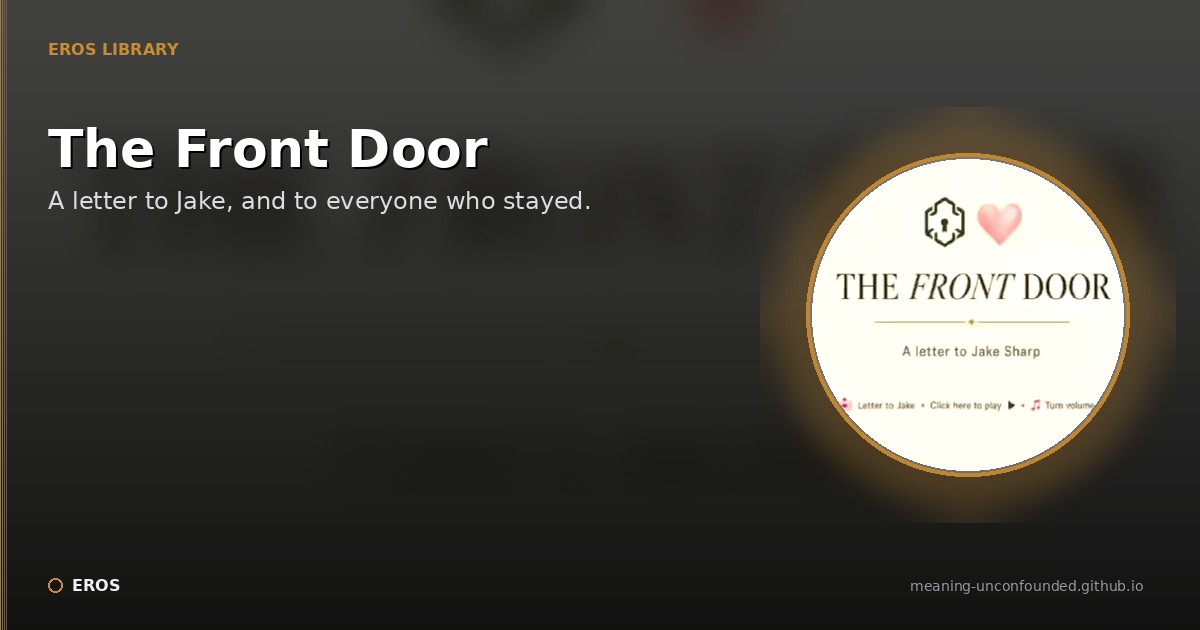 EROS LIBRARY
The Front Door
A letter to Jake, and to everyone who stayed.
THE FRONT DOOR
A letter to Jake Sharp
Letter to Jake • Click here to play ▶ • 🎵 Turn volume
EROS
meaning-unconfounded.github.io